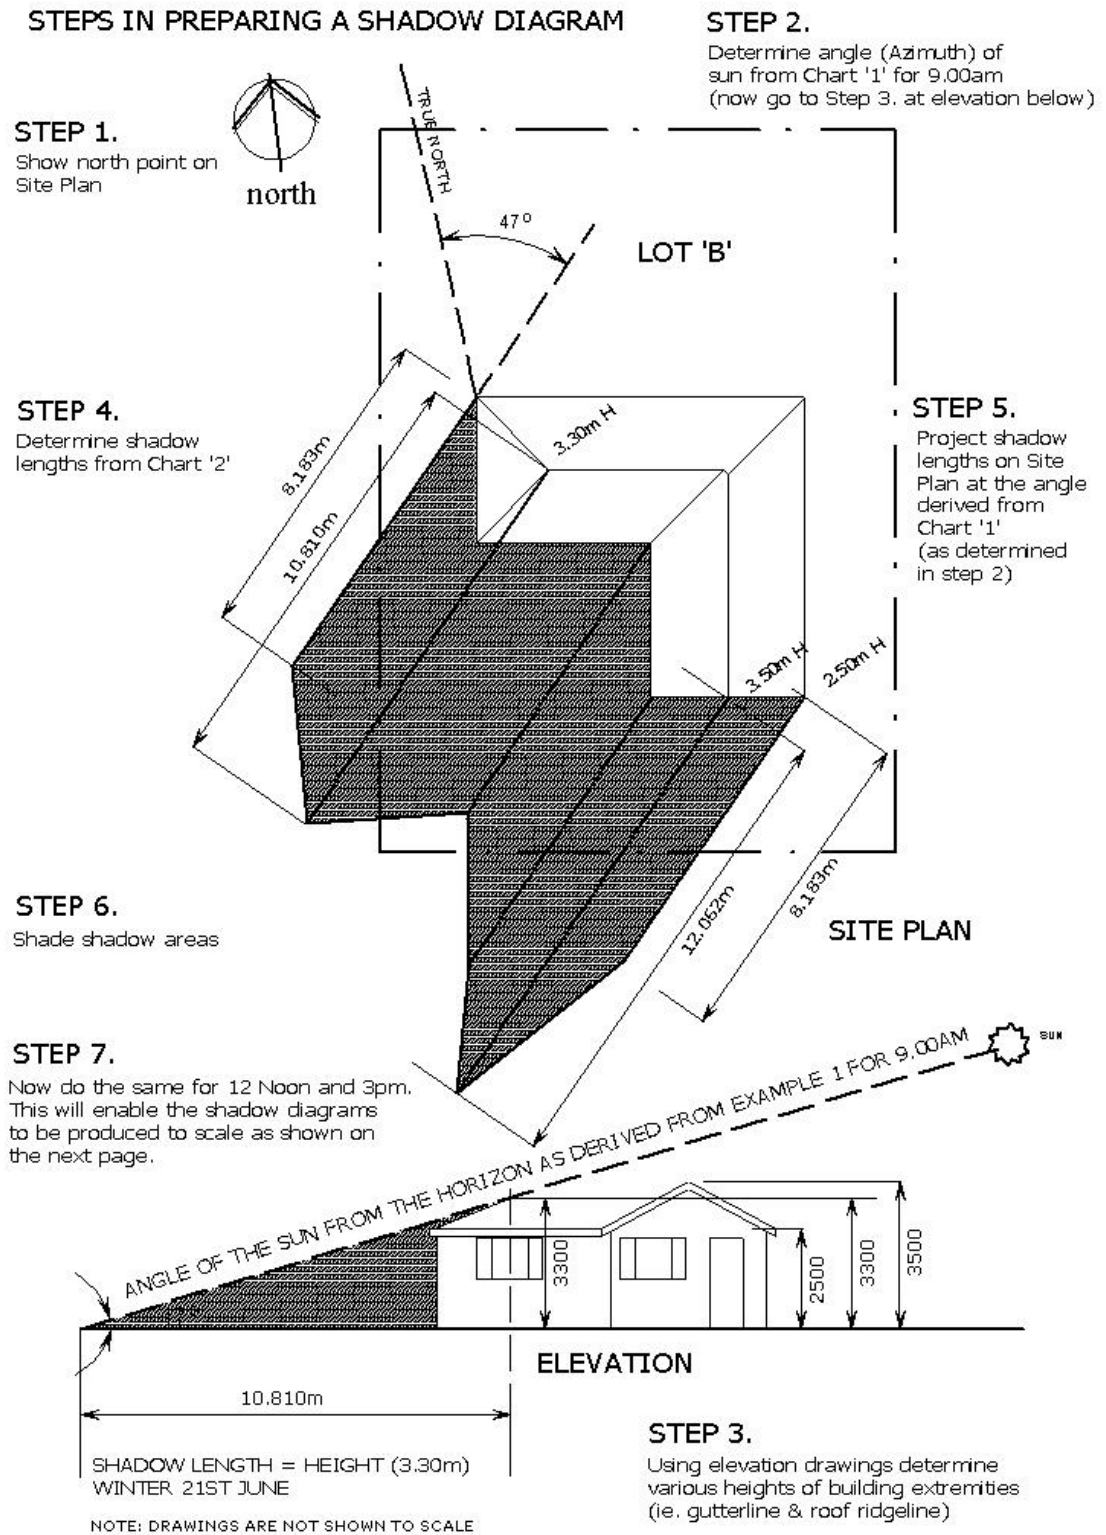 STEPS IN PREPARING A SHADOW DIAGRAM
STEP 1.
Show north point on
Site Plan
north
TRUE NORTH
47°
STEP 2.
Determine angle (Azimuth) of
sun from Chart '1' for 9.00am
(now go to Step 3. at elevation below)
LOT 'B'
STEP 4.
Determine shadow
lengths from Chart '2'
8.183m
10.810m
3.30m H
STEP 5.
Project shadow
lengths on Site
Plan at the angle
derived from
Chart '1'
(as determined
in step 2)
3.50m H
2.50m H
12.062m
8.183m
SITE PLAN
STEP 6.
Shade shadow areas
STEP 7.
Now do the same for 12 Noon and 3pm.
This will enable the shadow diagrams
to be produced to scale as shown on
the next page.
SUN
ANGLE OF THE SUN FROM THE HORIZON AS DERIVED FROM EXAMPLE 1 FOR 9.00AM
3300
2500
3300
3500
ELEVATION
10.810m
SHADOW LENGTH = HEIGHT (3.30m)
WINTER 21ST JUNE
NOTE: DRAWINGS ARE NOT SHOWN TO SCALE
STEP 3.
Using elevation drawings determine
various heights of building extremities
(ie. gutterline & roof ridgeline)